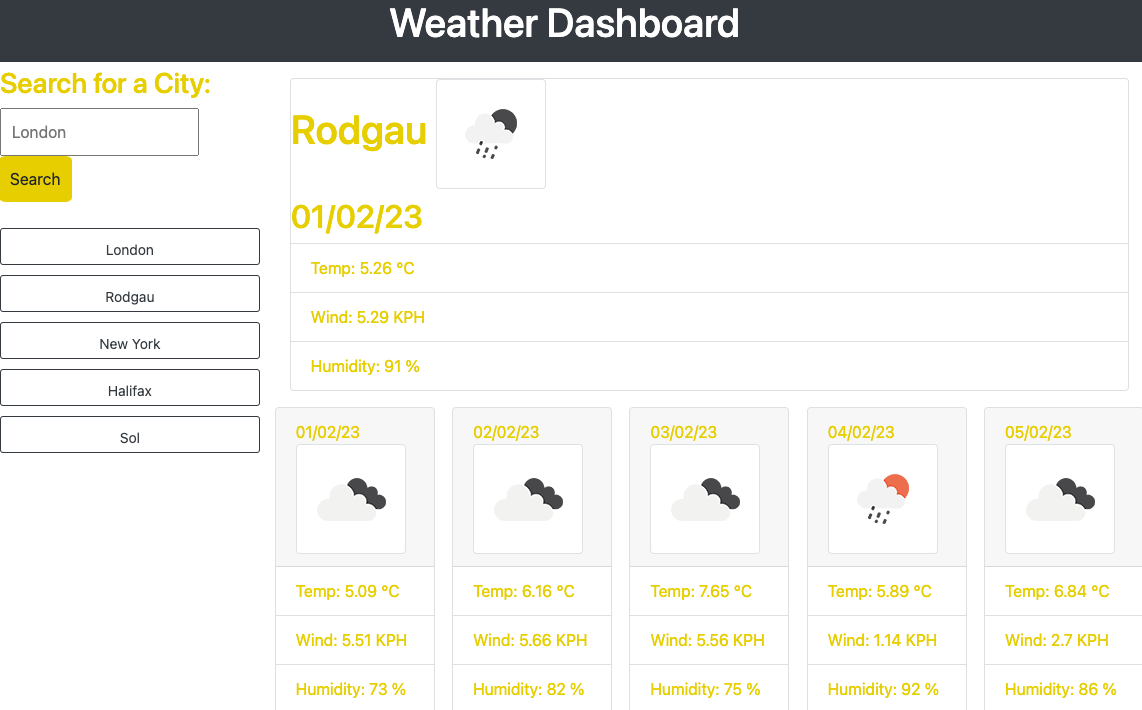 Weather Dashboard
Search for a City:
London
Search
London
Rodgau
New York
Halifax
Sol
Rodgau
01/02/23
Temp: 5.26 °C
Wind: 5.29 KPH
Humidity: 91 %
01/02/23
Temp: 5.09 °C
Wind: 5.51 KPH
Humidity: 73 %
02/02/23
Temp: 6.16 °C
Wind: 5.66 KPH
Humidity: 82 %
03/02/23
Temp: 7.65 °C
Wind: 5.56 KPH
Humidity: 75 %
04/02/23
Temp: 5.89 °C
Wind: 1.14 KPH
Humidity: 92 %
05/02/23
Temp: 6.84 °C
Wind: 2.7 KPH
Humidity: 86 %